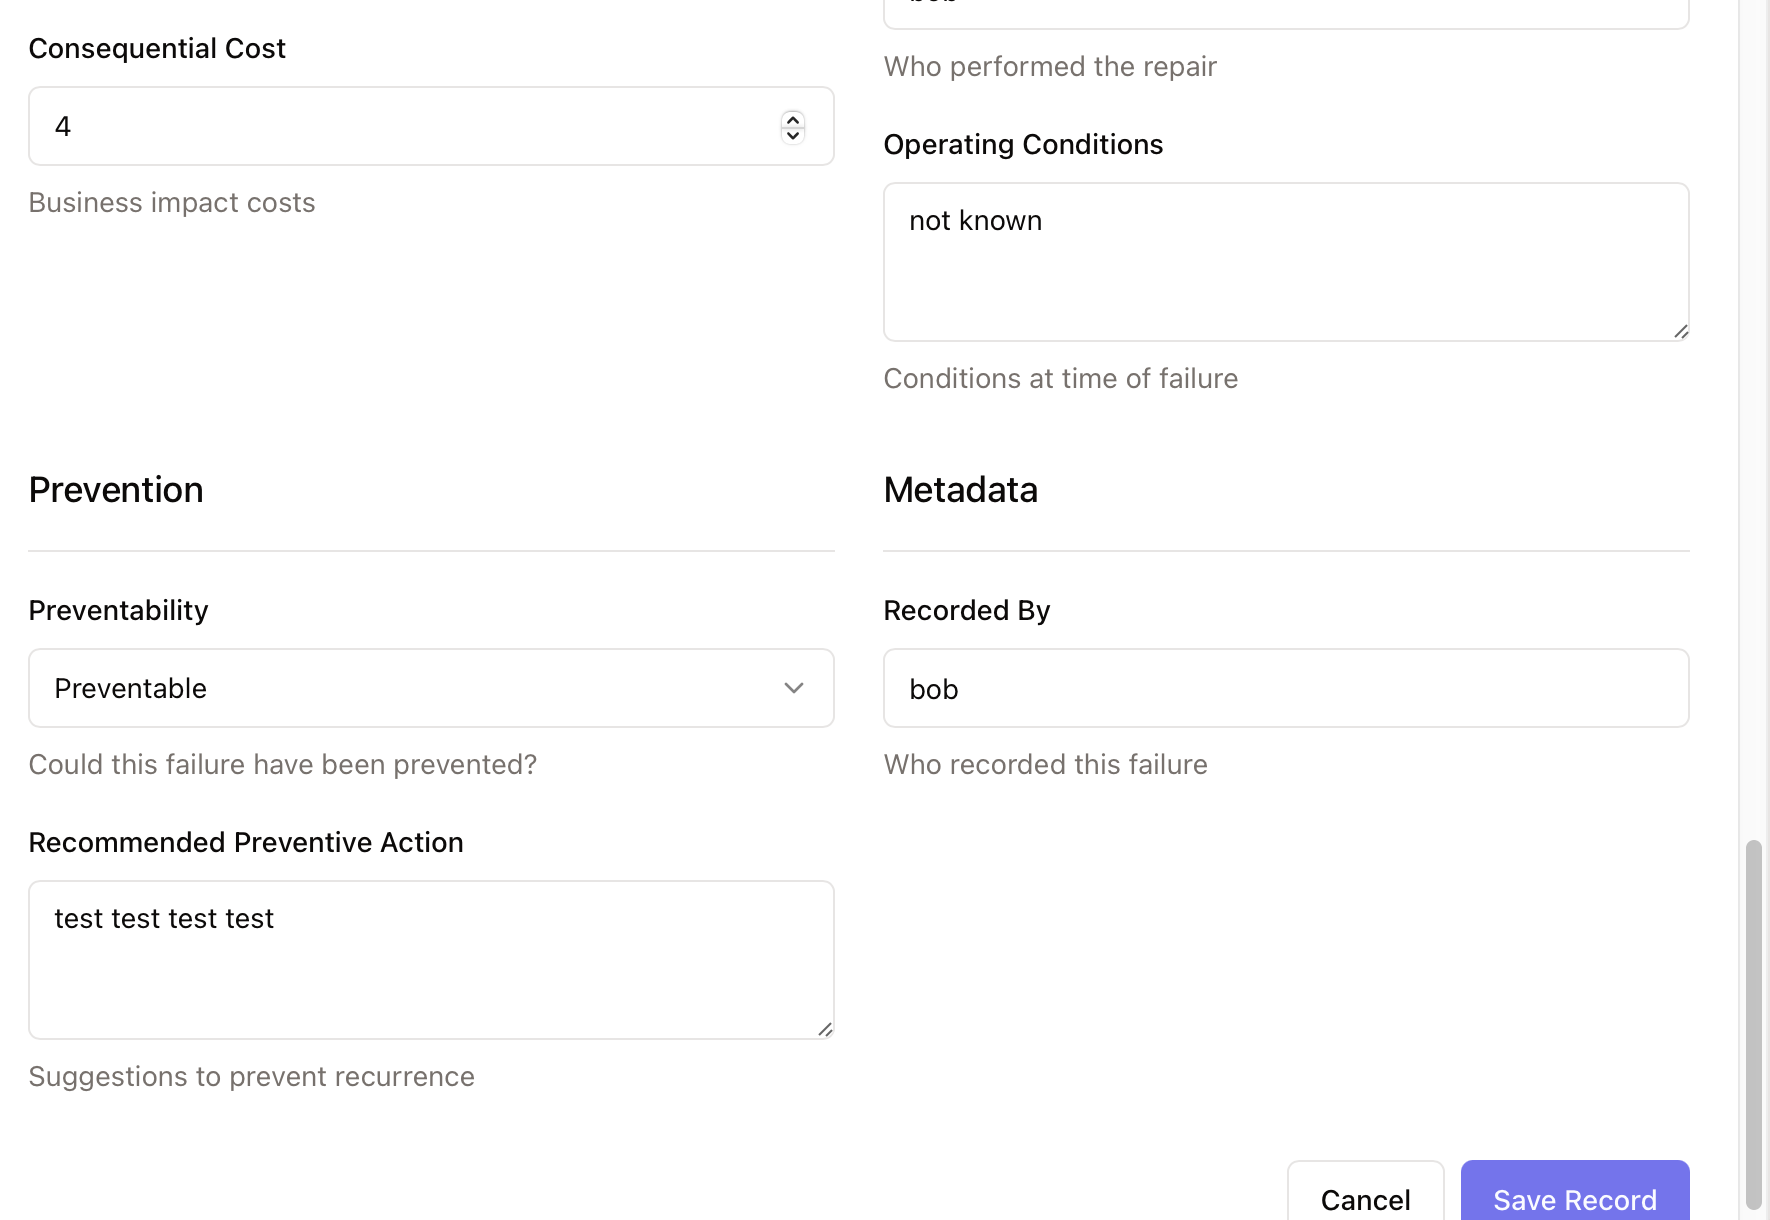 Consequential Cost
4
Business impact costs
Who performed the repair
Operating Conditions
not known
Conditions at time of failure
Prevention
Preventability
Preventable
Could this failure have been prevented?
Recommended Preventive Action
test test test test
Suggestions to prevent recurrence
Metadata
Recorded By
bob
Who recorded this failure
Cancel
Save Record